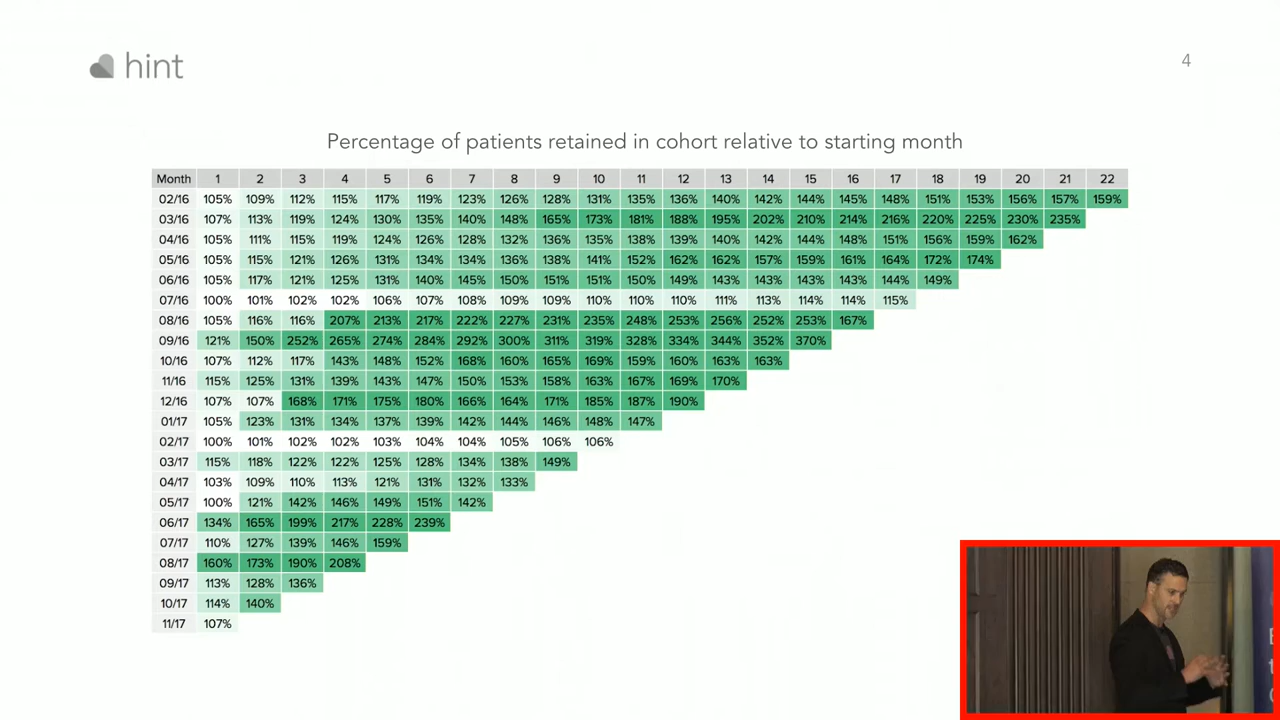 hint
4
Percentage of patients retained in cohort relative to starting month
Month 1 2 3 4 5 6 7 8 9 10 11 12 13 14 15 16 17 18 19 20 21 22
02/16 105% 109% 112% 115% 117% 119% 123% 126% 128% 131% 135% 136% 140% 142% 144% 145% 148% 151% 153% 156% 157% 159%
03/16 107% 113% 119% 124% 130% 135% 140% 148% 165% 173% 181% 188% 195% 202% 210% 214% 216% 220% 225% 230% 235%
04/16 105% 111% 115% 119% 124% 126% 128% 132% 136% 135% 138% 139% 140% 142% 144% 148% 151% 156% 159% 162%
05/16 105% 115% 121% 126% 131% 134% 134% 136% 138% 141% 152% 162% 162% 157% 159% 161% 164% 172% 174%
06/16 105% 117% 121% 125% 131% 140% 145% 150% 151% 151% 150% 149% 143% 143% 143% 143% 144% 149%
07/16 100% 101% 102% 102% 106% 107% 108% 109% 109% 110% 110% 110% 111% 113% 114% 114% 115%
08/16 105% 116% 116% 207% 213% 217% 222% 227% 231% 235% 248% 253% 256% 252% 253% 167%
09/16 121% 150% 252% 265% 274% 284% 292% 300% 311% 319% 328% 334% 344% 352% 370%
10/16 107% 112% 117% 143% 148% 152% 168% 160% 165% 169% 159% 160% 163% 163%
11/16 115% 125% 131% 139% 143% 147% 150% 153% 158% 163% 167% 169% 170%
12/16 107% 107% 168% 171% 175% 180% 166% 164% 171% 185% 187% 190%
01/17 105% 123% 131% 134% 137% 139% 142% 144% 146% 148% 147%
02/17 100% 101% 102% 102% 103% 104% 104% 105% 106% 106%
03/17 115% 118% 122% 122% 125% 128% 134% 138% 149%
04/17 103% 109% 110% 113% 121% 131% 132% 133%
05/17 100% 121% 142% 146% 149% 151% 142%
06/17 134% 165% 199% 217% 228% 239%
07/17 110% 127% 139% 146% 159%
08/17 160% 173% 190% 208%
09/17 113% 128% 136%
10/17 114% 140%
11/17 107%